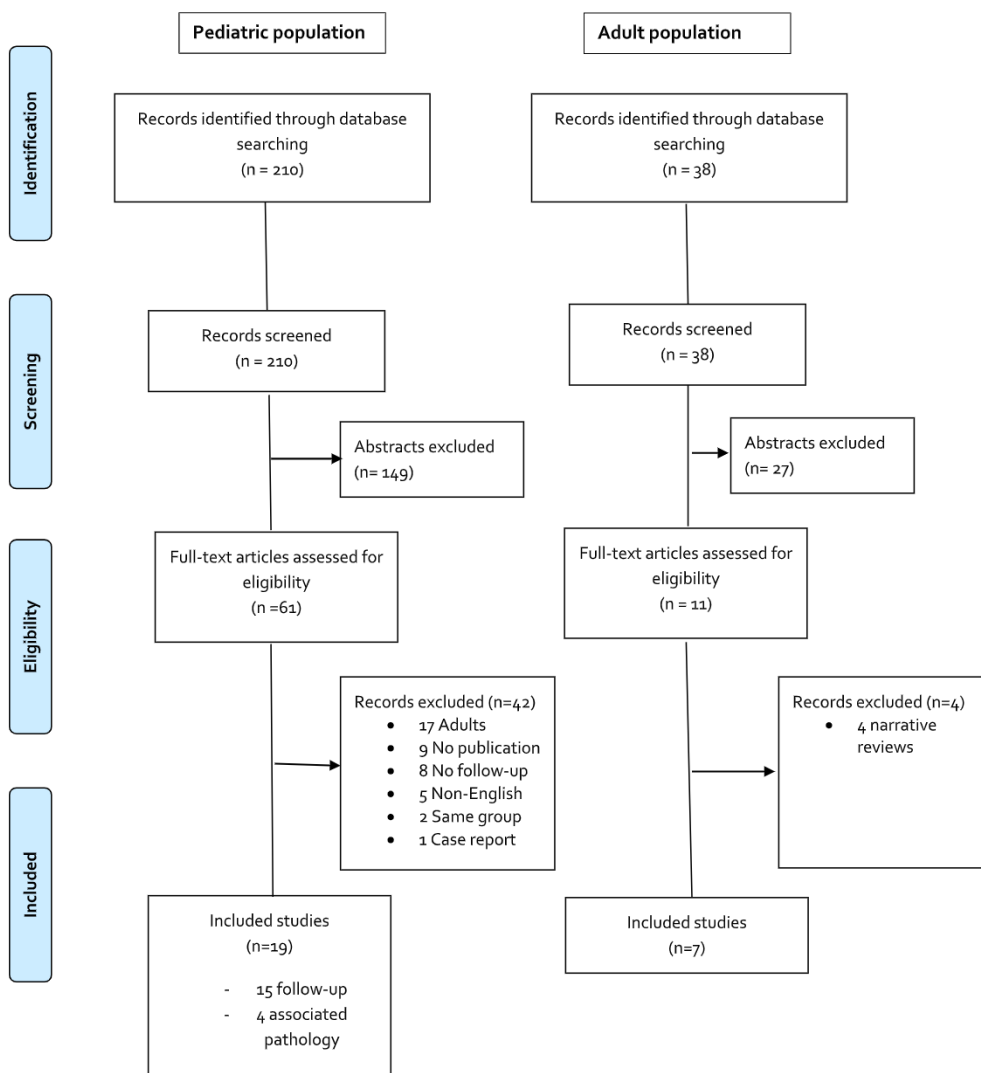 Pediatric population
Adult population
Identification
Records identified through database
searching
(n = 210)
Records identified through database
searching
(n = 38)
Screening
Records screened
(n = 210)
Records screened
(n = 38)
Abstracts excluded
(n= 149)
Abstracts excluded
(n= 27)
Eligibility
Full-text articles assessed for
eligibility
(n =61)
Full-text articles assessed for
eligibility
(n = 11)
Records excluded (n=42)
• 17 Adults
• 9 No publication
• 8 No follow-up
• 5 Non-English
• 2 Same group
• 1 Case report
Records excluded (n=4)
• 4 narrative
reviews
Included
Included studies
(n=19)
- 15 follow-up
- 4 associated
pathology
Included studies
(n=7)